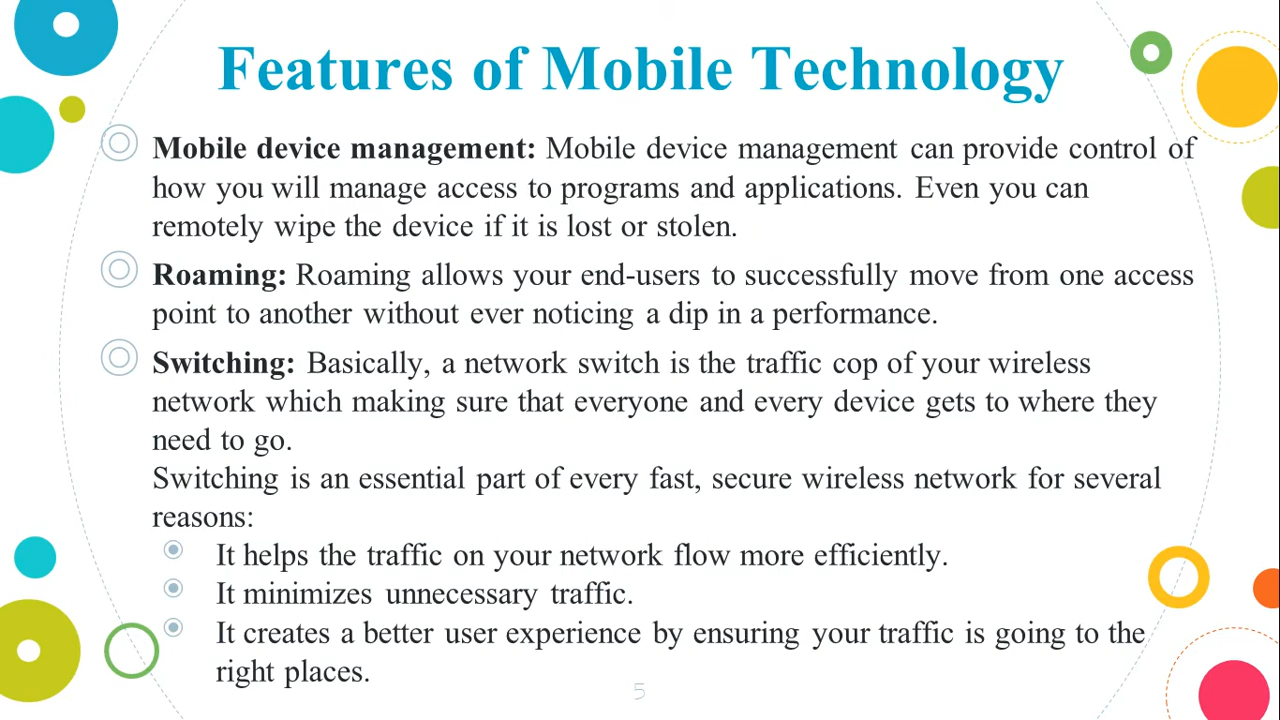 Features of Mobile Technology
Mobile device management: Mobile device management can provide control of
how you will manage access to programs and applications. Even you can
remotely wipe the device if it is lost or stolen.
Roaming: Roaming allows your end-users to successfully move from one access
point to another without ever noticing a dip in a performance.
Switching: Basically, a network switch is the traffic cop of your wireless
network which making sure that everyone and every device gets to where they
need to go.
Switching is an essential part of every fast, secure wireless network for several
reasons:
It helps the traffic on your network flow more efficiently.
It minimizes unnecessary traffic.
It creates a better user experience by ensuring your traffic is going to the
right places.
5